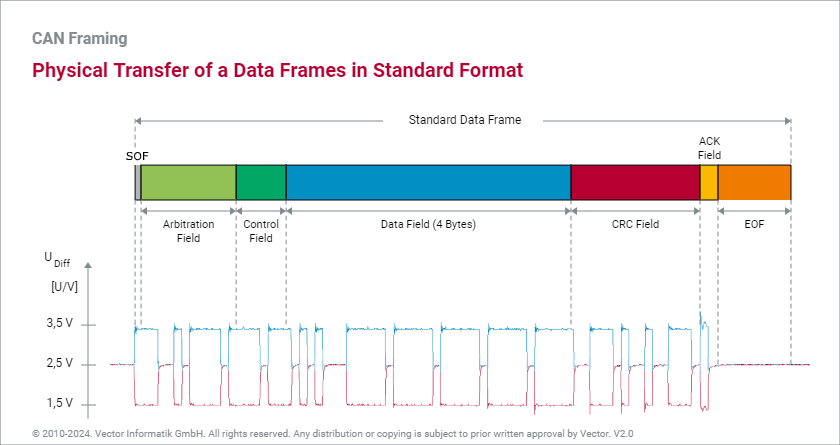 CAN Framing
Physical Transfer of a Data Frames in Standard Format
Standard Data Frame
SOF
ACK
Field
Arbitration
Field
Control
Field
Data Field (4 Bytes)
CRC Field
EOF
U Diff
[U/V]
3,5 V
2,5 V
1,5 V
© 2010-2024. Vector Informatik GmbH. All rights reserved. Any distribution or copying is subject to prior written approval by Vector. V2.0